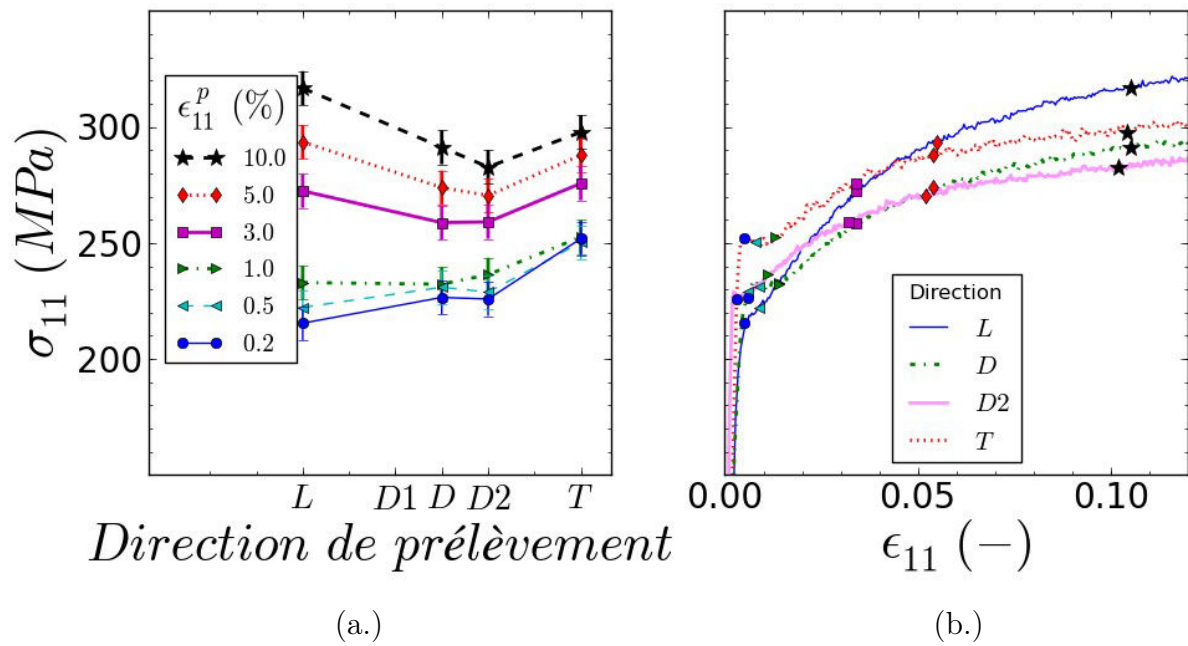 σ₁₁ (MPa)
300
250
200
ϵ₁₁ᵖ (%)
10.0
5.0
3.0
1.0
0.5
0.2
L D1 D D2 T
Direction de prélèvement
(a.)
Direction
L
D
D2
T
0.00 0.05 0.10
ϵ₁₁ (−)
(b.)